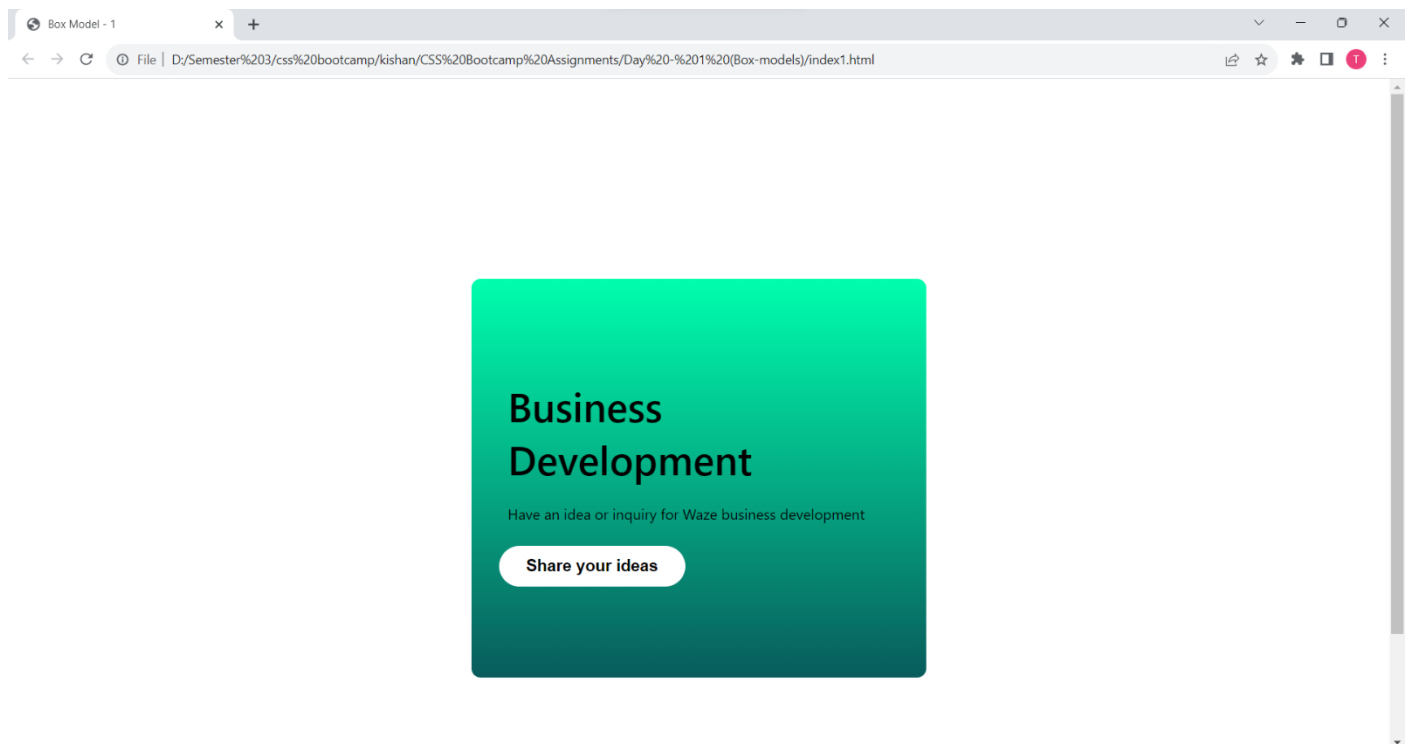 Box Model - 1
File | D:/Semester%203/css%20bootcamp/kishan/CSS%20Bootcamp%20Assignments/Day%20-%201%20(Box-models)/index1.html
T
Business
Development
Have an idea or inquiry for Waze business development
Share your ideas